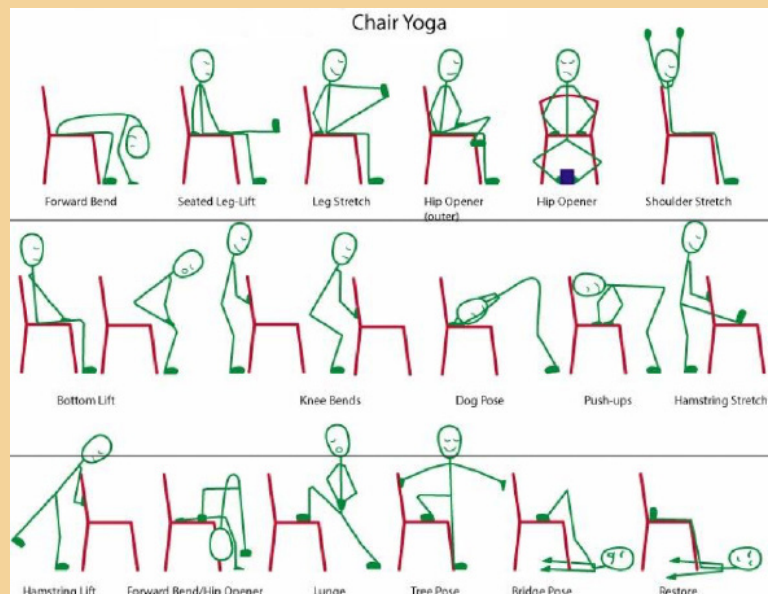 Chair Yoga
Forward Bend
Seated Leg-Lift
Leg Stretch
Hip Opener
(outer)
Hip Opener
Shoulder Stretch
Bottom Lift
Knee Bends
Dog Pose
Push-ups
Hamstring Stretch
Hamstring Lift
Forward Bend/Hip Opener
Lunge
Tree Pose
Bridge Pose
Restore